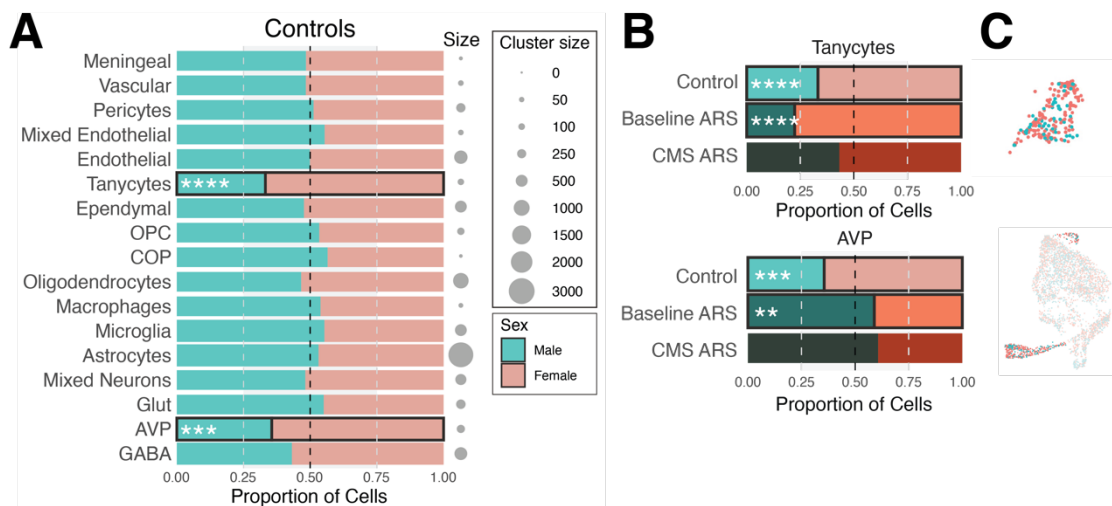 A
Controls
Size
Meningeal
Vascular
Pericytes
Mixed Endothelial
Endothelial
Tanycytes
****
Ependymal
OPC
COP
Oligodendrocytes
Macrophages
Microglia
Astrocytes
Mixed Neurons
Glut
AVP
***
GABA
0.00 0.25 0.50 0.75 1.00
Proportion of Cells
Cluster size
0
50
100
250
500
1000
1500
2000
3000
Sex
Male
Female
B
Tanycytes
Control
****
Baseline ARS
****
CMS ARS
0.00 0.25 0.50 0.75 1.00
Proportion of Cells
AVP
Control
***
Baseline ARS
**
CMS ARS
0.00 0.25 0.50 0.75 1.00
Proportion of Cells
C